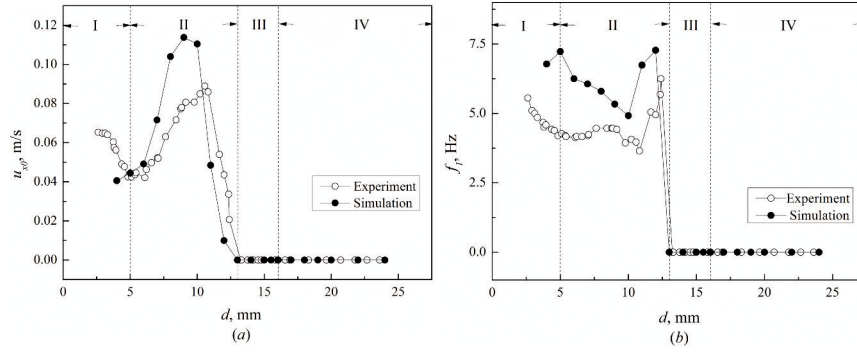 I II III IV
0.12
0.10
0.08
0.06
0.04
0.02
0.00
u_x0, m/s
Experiment
Simulation
0 5 10 15 20 25
d, mm
(a)
I II III IV
7.5
5.0
2.5
0.0
f_r, Hz
Experiment
Simulation
0 5 10 15 20 25
d, mm
(b)